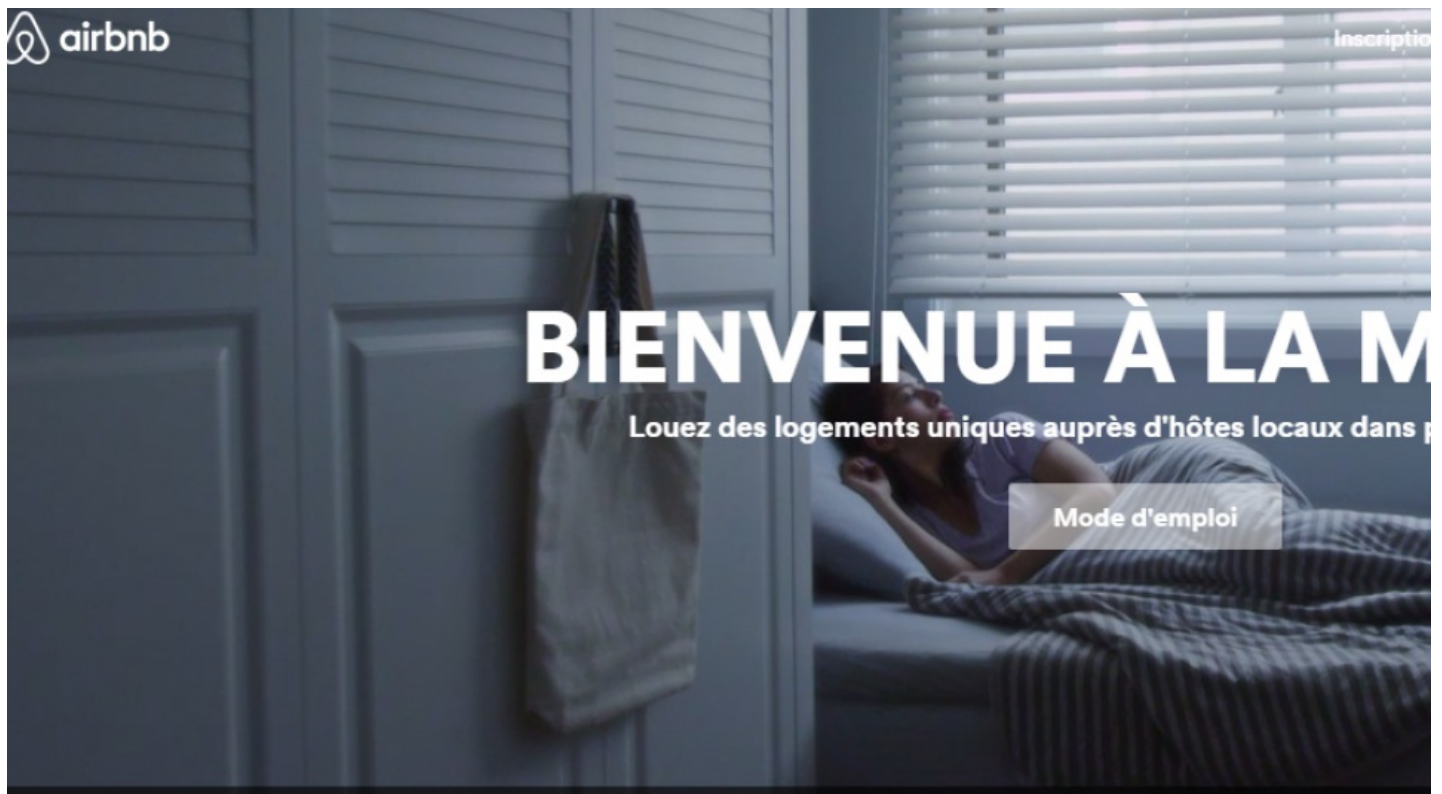 airbnb
Inscriptio
BIENVENUE À LA M
Louez des logements uniques auprès d'hôtes locaux dans p
Mode d'emploi